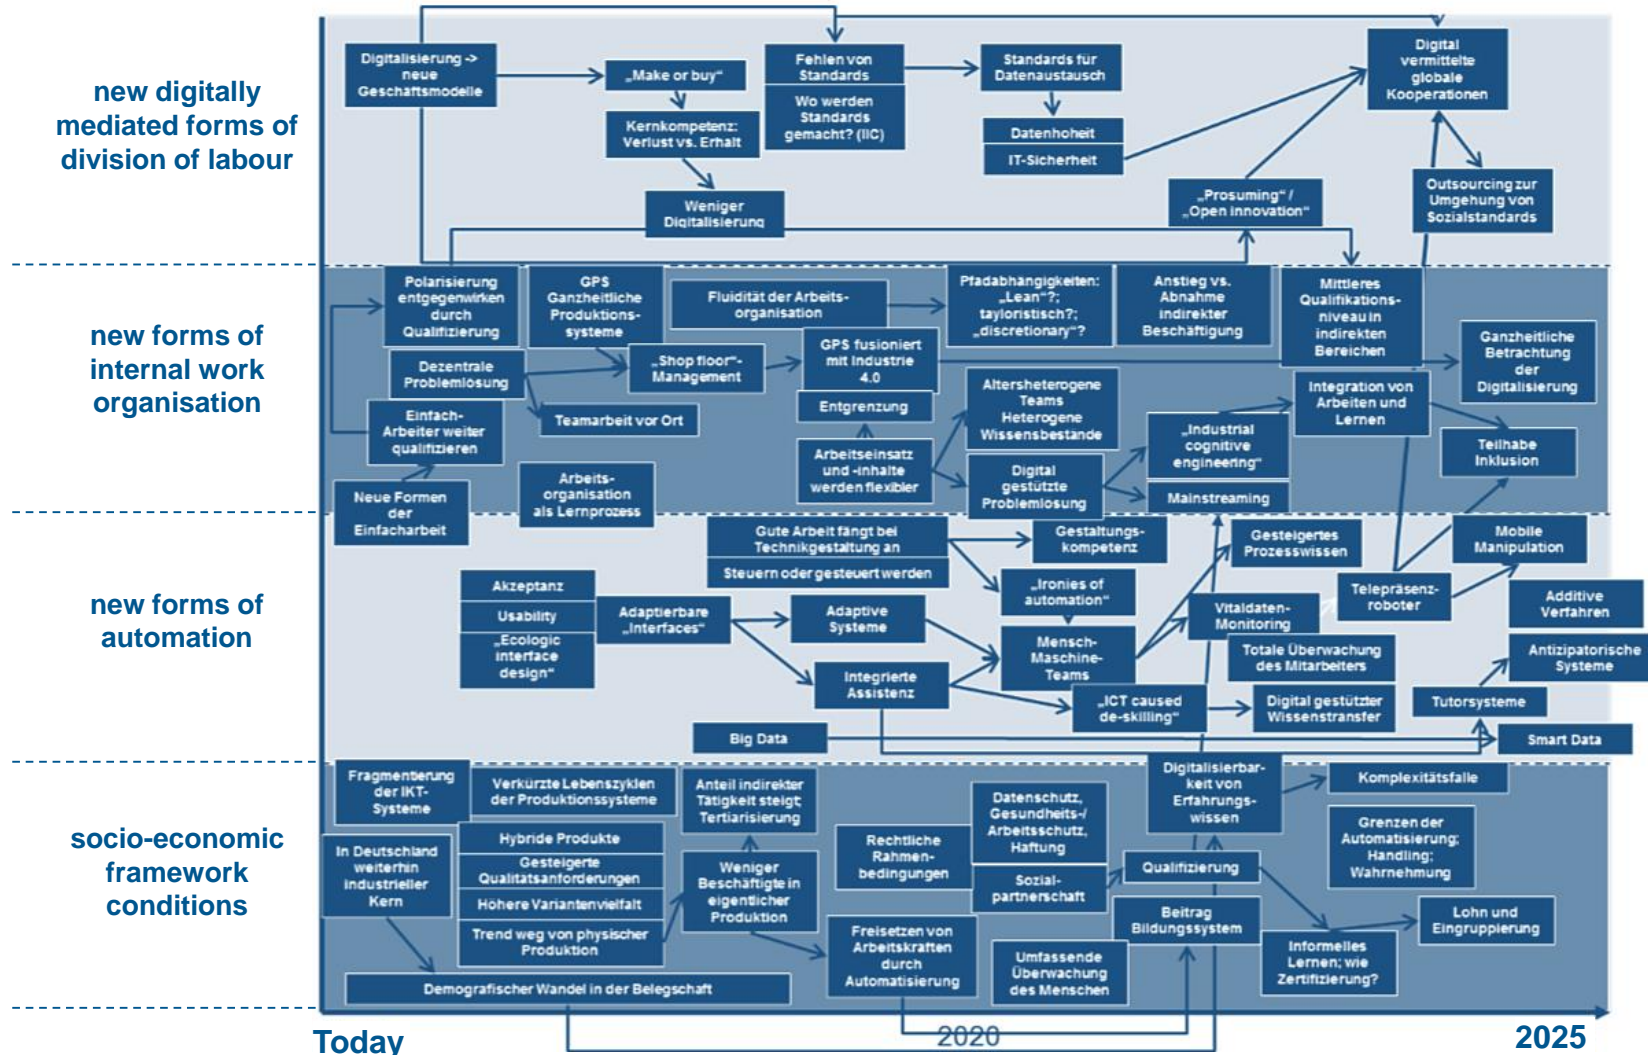 new digitally
mediated forms of
division of labour
Digitalisierung ->
neue
Geschäftsmodelle
„Make or buy“
Kernkompetenz:
Verlust vs. Erhalt
Weniger
Digitalisierung
Fehlen von
Standards
Wo werden
Standards
gemacht? (IIC)
Standards für
Datenaustausch
Datenhoheit
IT-Sicherheit
„Prosuming“ /
„Open innovation“
Digital
vermittelte
globale
Kooperationen
Outsourcing zur
Umgehung von
Sozialstandards
new forms of
internal work
organisation
Polarisierung
entgegenwirken
durch
Qualifizierung
GPS
Ganzheitliche
Produktions-
systeme
Fluidität der Arbeits-
organisation
Pfadabhängigkeiten:
„Lean“?;
tayloristisch?;
„discretionary“?
Anstieg vs.
Abnahme
indirekter
Beschäftigung
Mittleres
Qualifikations-
niveau in
indirekten
Bereichen
Ganzheitliche
Betrachtung
der
Digitalisierung
Dezentrale
Problemlösung
„Shop floor“-
Management
GPS fusioniert
mit Industrie
4.0
Teamarbeit vor Ort
Einfach-
Arbeiter weiter
qualifizieren
Entgrenzung
Altersheterogene
Teams
Heterogene
Wissensbestände
Integration von
Arbeiten und
Lernen
„Industrial
cognitive
engineering“
Mainstreaming
Teilhabe
Inklusion
Arbeitseinsatz
und -inhalte
werden flexibler
Digital
gestützte
Problemlösung
Neue Formen
der
Einfacharbeit
Arbeits-
organisation
als Lernprozess
new forms of
automation
Gute Arbeit fängt bei
Technikgestaltung an
Steuern oder gesteuert werden
Gestaltungs-
kompetenz
Gesteigertes
Prozesswissen
Mobile
Manipulation
Akzeptanz
Usability
„Ecologic
interface
design“
Adaptierbare
„Interfaces“
Adaptive
Systeme
„Ironies of
automation“
Vitaldaten-
Monitoring
Telepräsenz-
roboter
Additive
Verfahren
Integrierte
Assistenz
Mensch-
Maschine-
Teams
Totale Überwachung
des Mitarbeiters
Antizipatorische
Systeme
„ICT caused
de-skilling“
Digital gestützter
Wissenstransfer
Tutorsysteme
Big Data
Smart Data
socio-economic
framework
conditions
Fragmentierung
der IKT-
Systeme
Verkürzte Lebenszyklen
der Produktionssysteme
Anteil indirekter
Tätigkeit steigt;
Tertiarisierung
Datenschutz,
Gesundheits-/
Arbeitsschutz,
Haftung
Digitalisierbar-
keit von
Erfahrungs-
wissen
Komplexitätsfalle
In Deutschland
weiterhin
industrieller
Kern
Hybride Produkte
Gesteigerte
Qualitätsanforderungen
Höhere Variantenvielfalt
Trend weg von physischer
Produktion
Weniger
Beschäftigte in
eigentlicher
Produktion
Rechtliche
Rahmen-
bedingungen
Sozial-
partnerschaft
Qualifizierung
Grenzen der
Automatisierung;
Handling;
Wahrnehmung
Beitrag
Bildungssystem
Lohn und
Eingruppierung
Freisetzen von
Arbeitskräften
durch
Automatisierung
Umfassende
Überwachung
des Menschen
Informelles
Lernen; wie
Zertifizierung?
Demografischer Wandel in der Belegschaft
Today
2020
2025